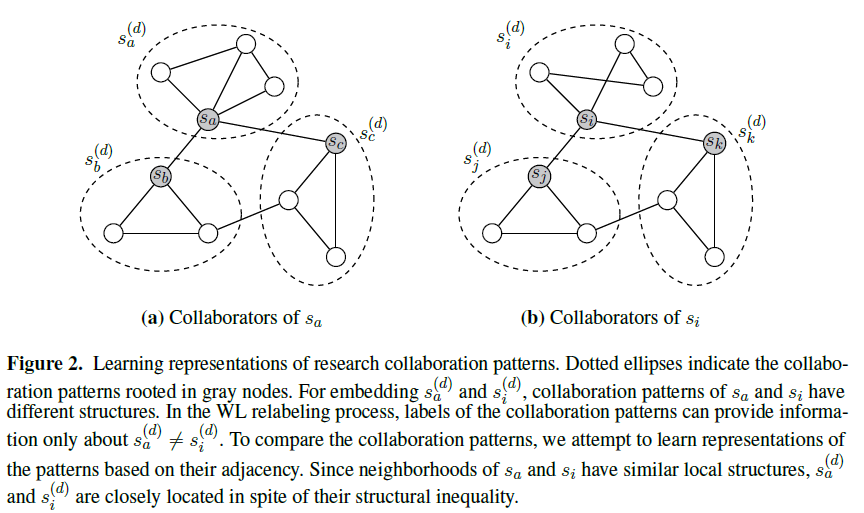 s_a^(d)
s_i^(d)
s_a
s_c
s_c^(d)
s_i
s_k
s_k^(d)
s_b^(d)
s_b
s_j^(d)
s_j
(a) Collaborators of s_a
(b) Collaborators of s_i
Figure 2. Learning representations of research collaboration patterns. Dotted ellipses indicate the collabo-
ration patterns rooted in gray nodes. For embedding s_a^(d) and s_i^(d), collaboration patterns of s_a and s_i have
different structures. In the WL relabeling process, labels of the collaboration patterns can provide informa-
tion only about s_a^(d) ≠ s_i^(d). To compare the collaboration patterns, we attempt to learn representations of
the patterns based on their adjacency. Since neighborhoods of s_a and s_i have similar local structures, s_a^(d)
and s_i^(d) are closely located in spite of their structural inequality.